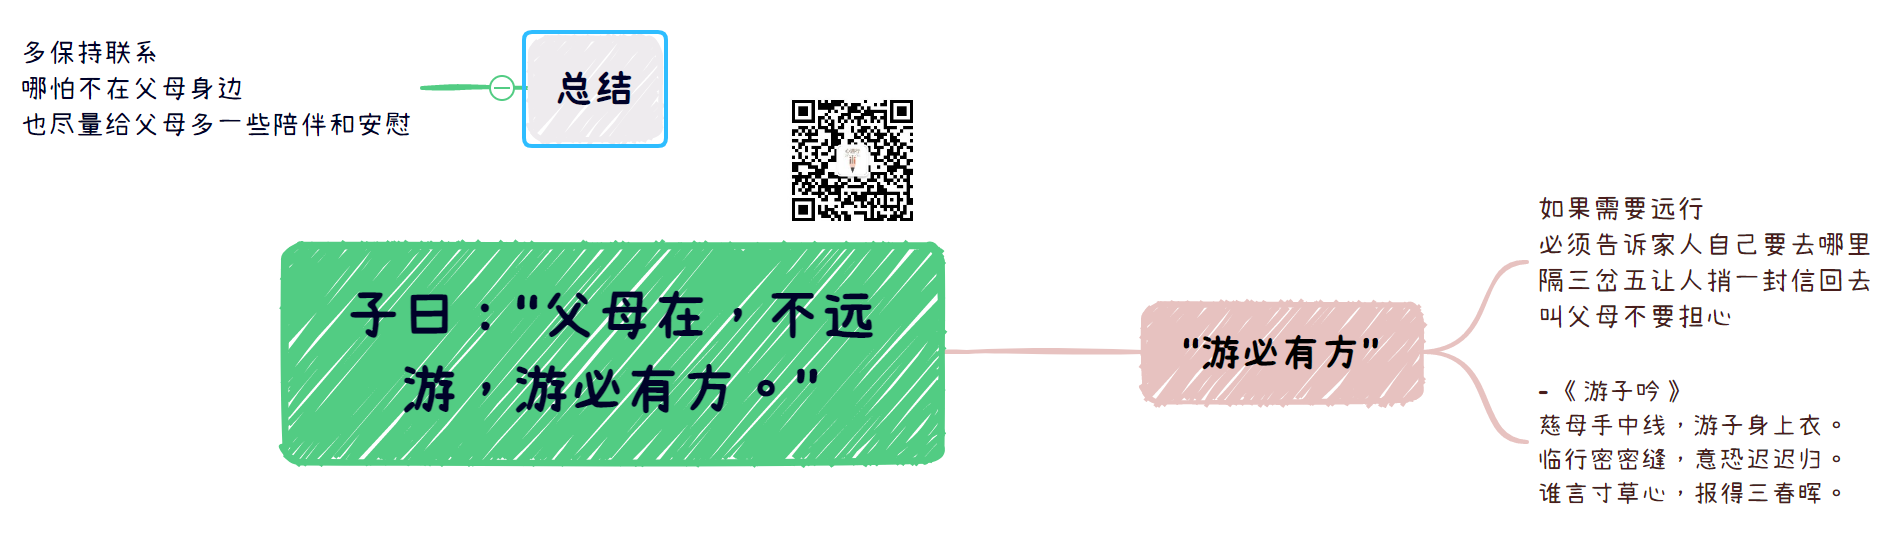 多保持联系
哪怕不在父母身边
也尽量给父母多一些陪伴和安慰
总结
子曰："父母在，不远
游，游必有方。"
"游必有方"
如果需要远行
必须告诉家人自己要去哪里
隔三岔五让人捎一封信回去
叫父母不要担心
-《游子吟》
慈母手中线，游子身上衣。
临行密密缝，意恐迟迟归。
谁言寸草心，报得三春晖。